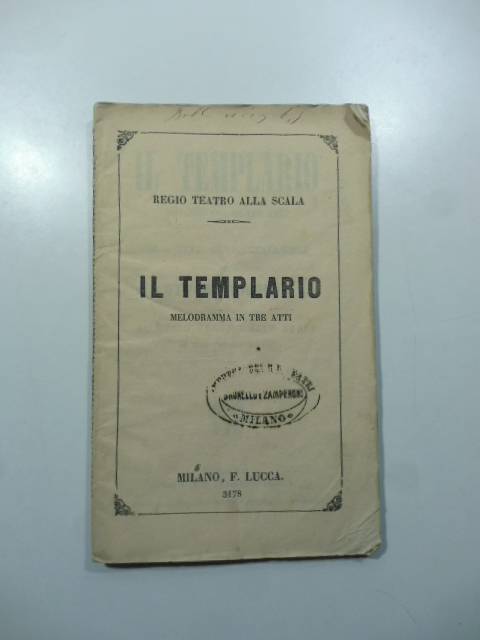 REGIO TEATRO ALLA SCALA
IL TEMPLARIO
MELODRAMMA IN TRE ATTI
MILANO
MILANO, F. LUCCA.
3178